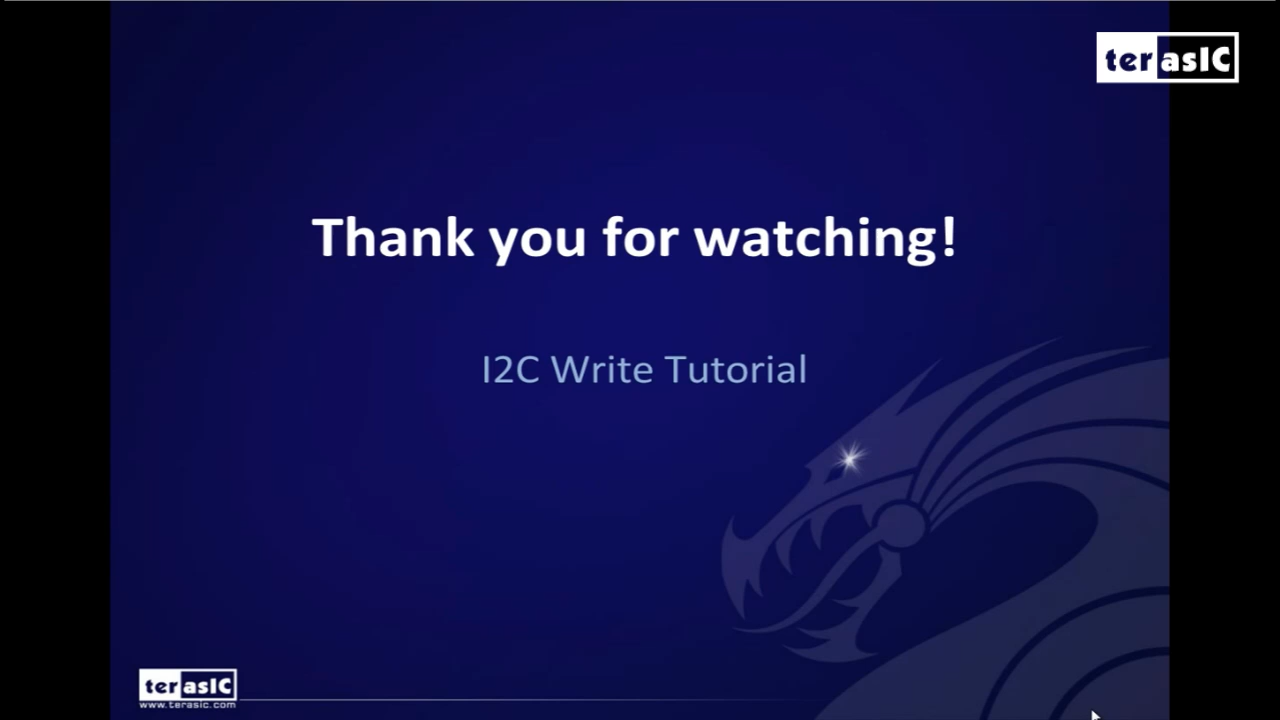 terasIC
Thank you for watching!
I2C Write Tutorial
terasIC
www.terasic.com